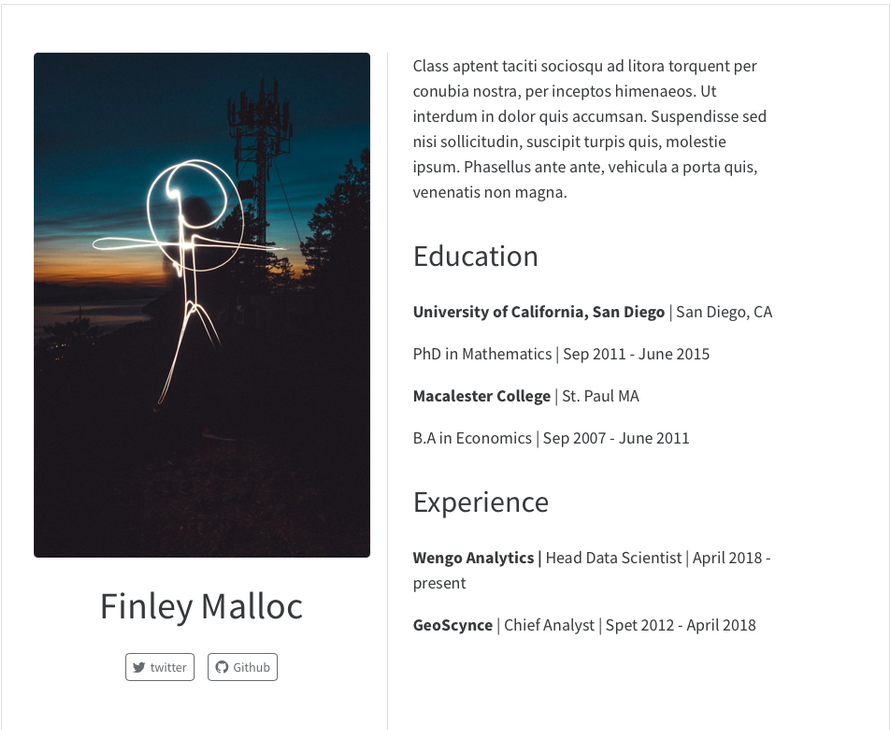 Class aptent taciti sociosqu ad litora torquent per
conubia nostra, per inceptos himenaeos. Ut
interdum in dolor quis accumsan. Suspendisse sed
nisi sollicitudin, suscipit turpis quis, molestie
ipsum. Phasellus ante ante, vehicula a porta quis,
venenatis non magna.
Education
University of California, San Diego | San Diego, CA
PhD in Mathematics | Sep 2011 - June 2015
Macalester College | St. Paul MA
B.A in Economics | Sep 2007 - June 2011
Experience
Wengo Analytics | Head Data Scientist | April 2018 -
present
GeoScynce | Chief Analyst | Spet 2012 - April 2018
Finley Malloc
twitter
Github